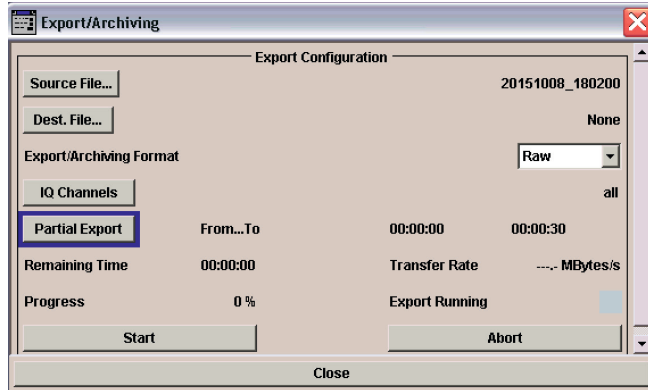 Export/Archiving
Export Configuration
Source File... 20151008_180200
Dest. File... None
Export/Archiving Format Raw
IQ Channels all
Partial Export From...To 00:00:00 00:00:30
Remaining Time 00:00:00 Transfer Rate ---.- MBytes/s
Progress 0 % Export Running
Start Abort
Close